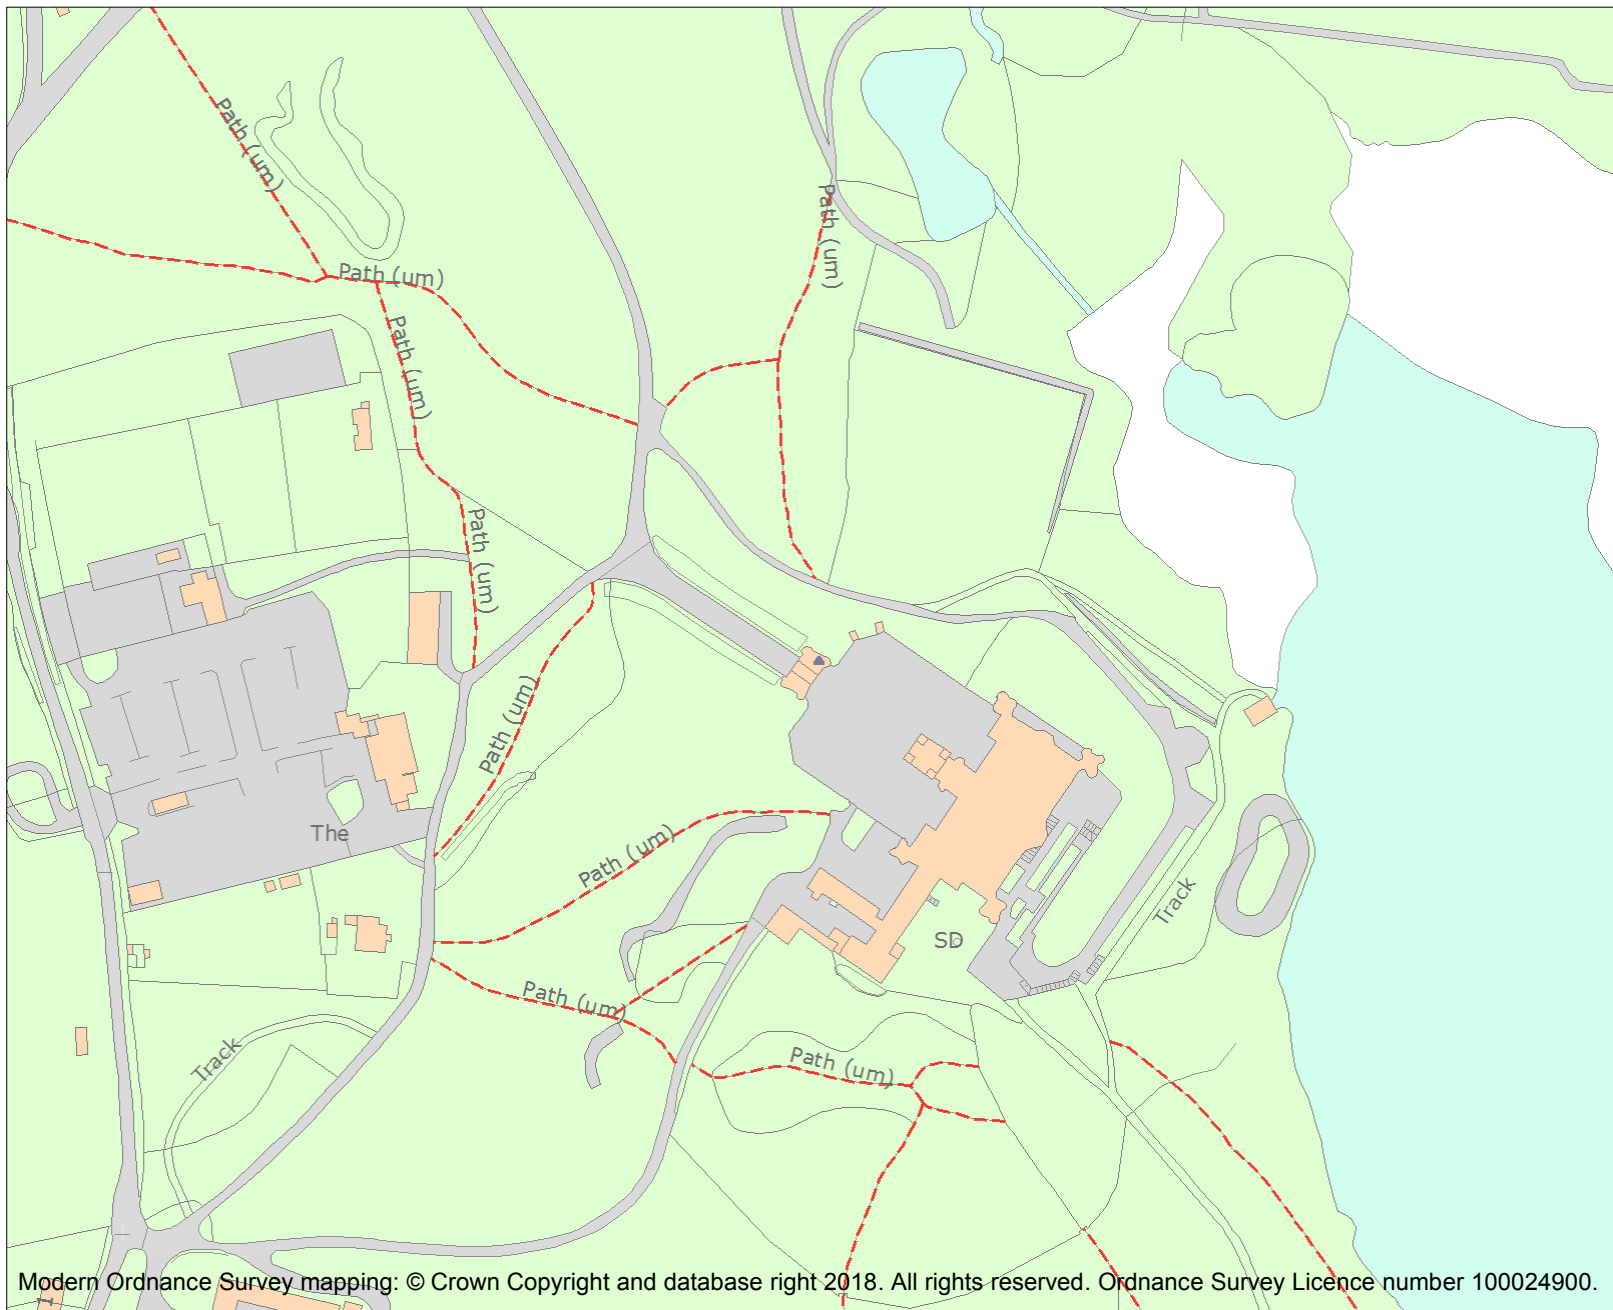 Path (um)
Path (um)
Path (um)
Path (um)
Path (um)
Path (um)
Path (um)
The
Path (um)
SD
Track
Path (um)
Track
Path (um)
Modern Ordnance Survey mapping: © Crown Copyright and database right 2018. All rights reserved. Ordnance Survey Licence number 100024900.